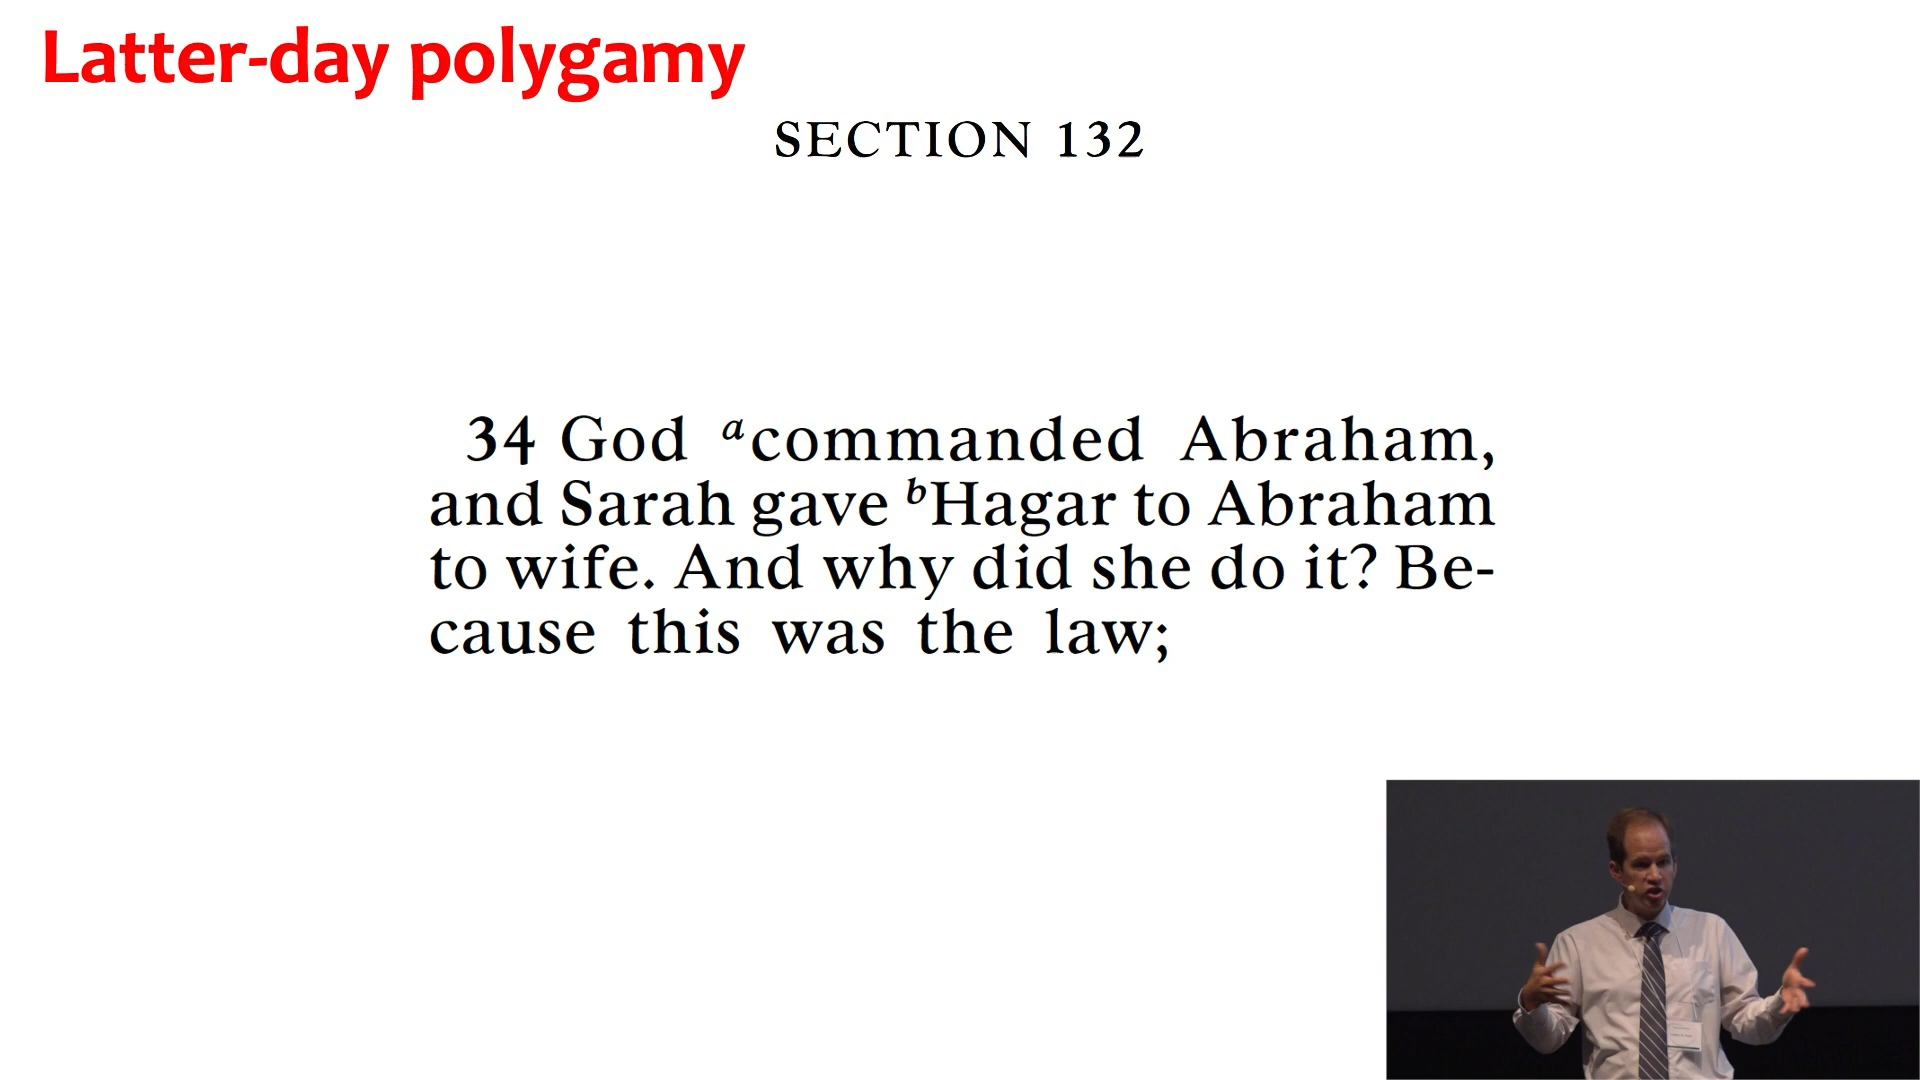 Latter-day polygamy
SECTION 132
34 God ᵃcommanded Abraham,
and Sarah gave ᵇHagar to Abraham
to wife. And why did she do it? Be-
cause this was the law;